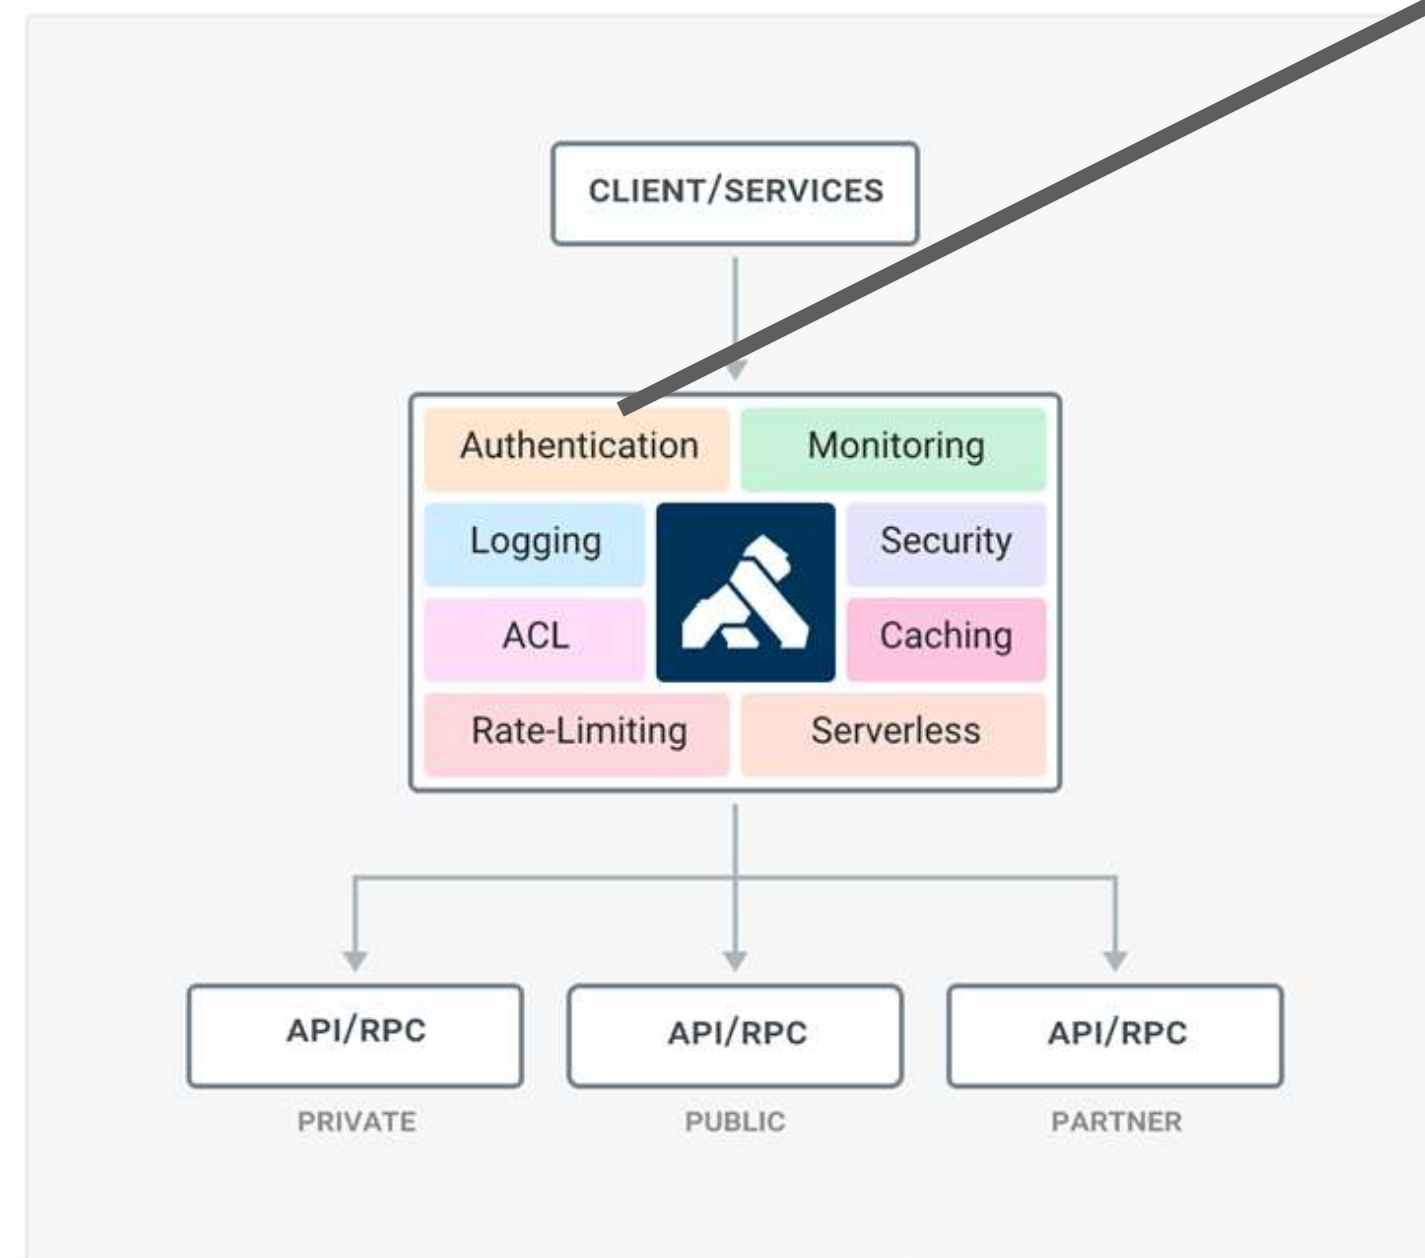 CLIENT/SERVICES
Authentication Monitoring
Logging Security
ACL Caching
Rate-Limiting Serverless
API/RPC API/RPC API/RPC
PRIVATE PUBLIC PARTNER